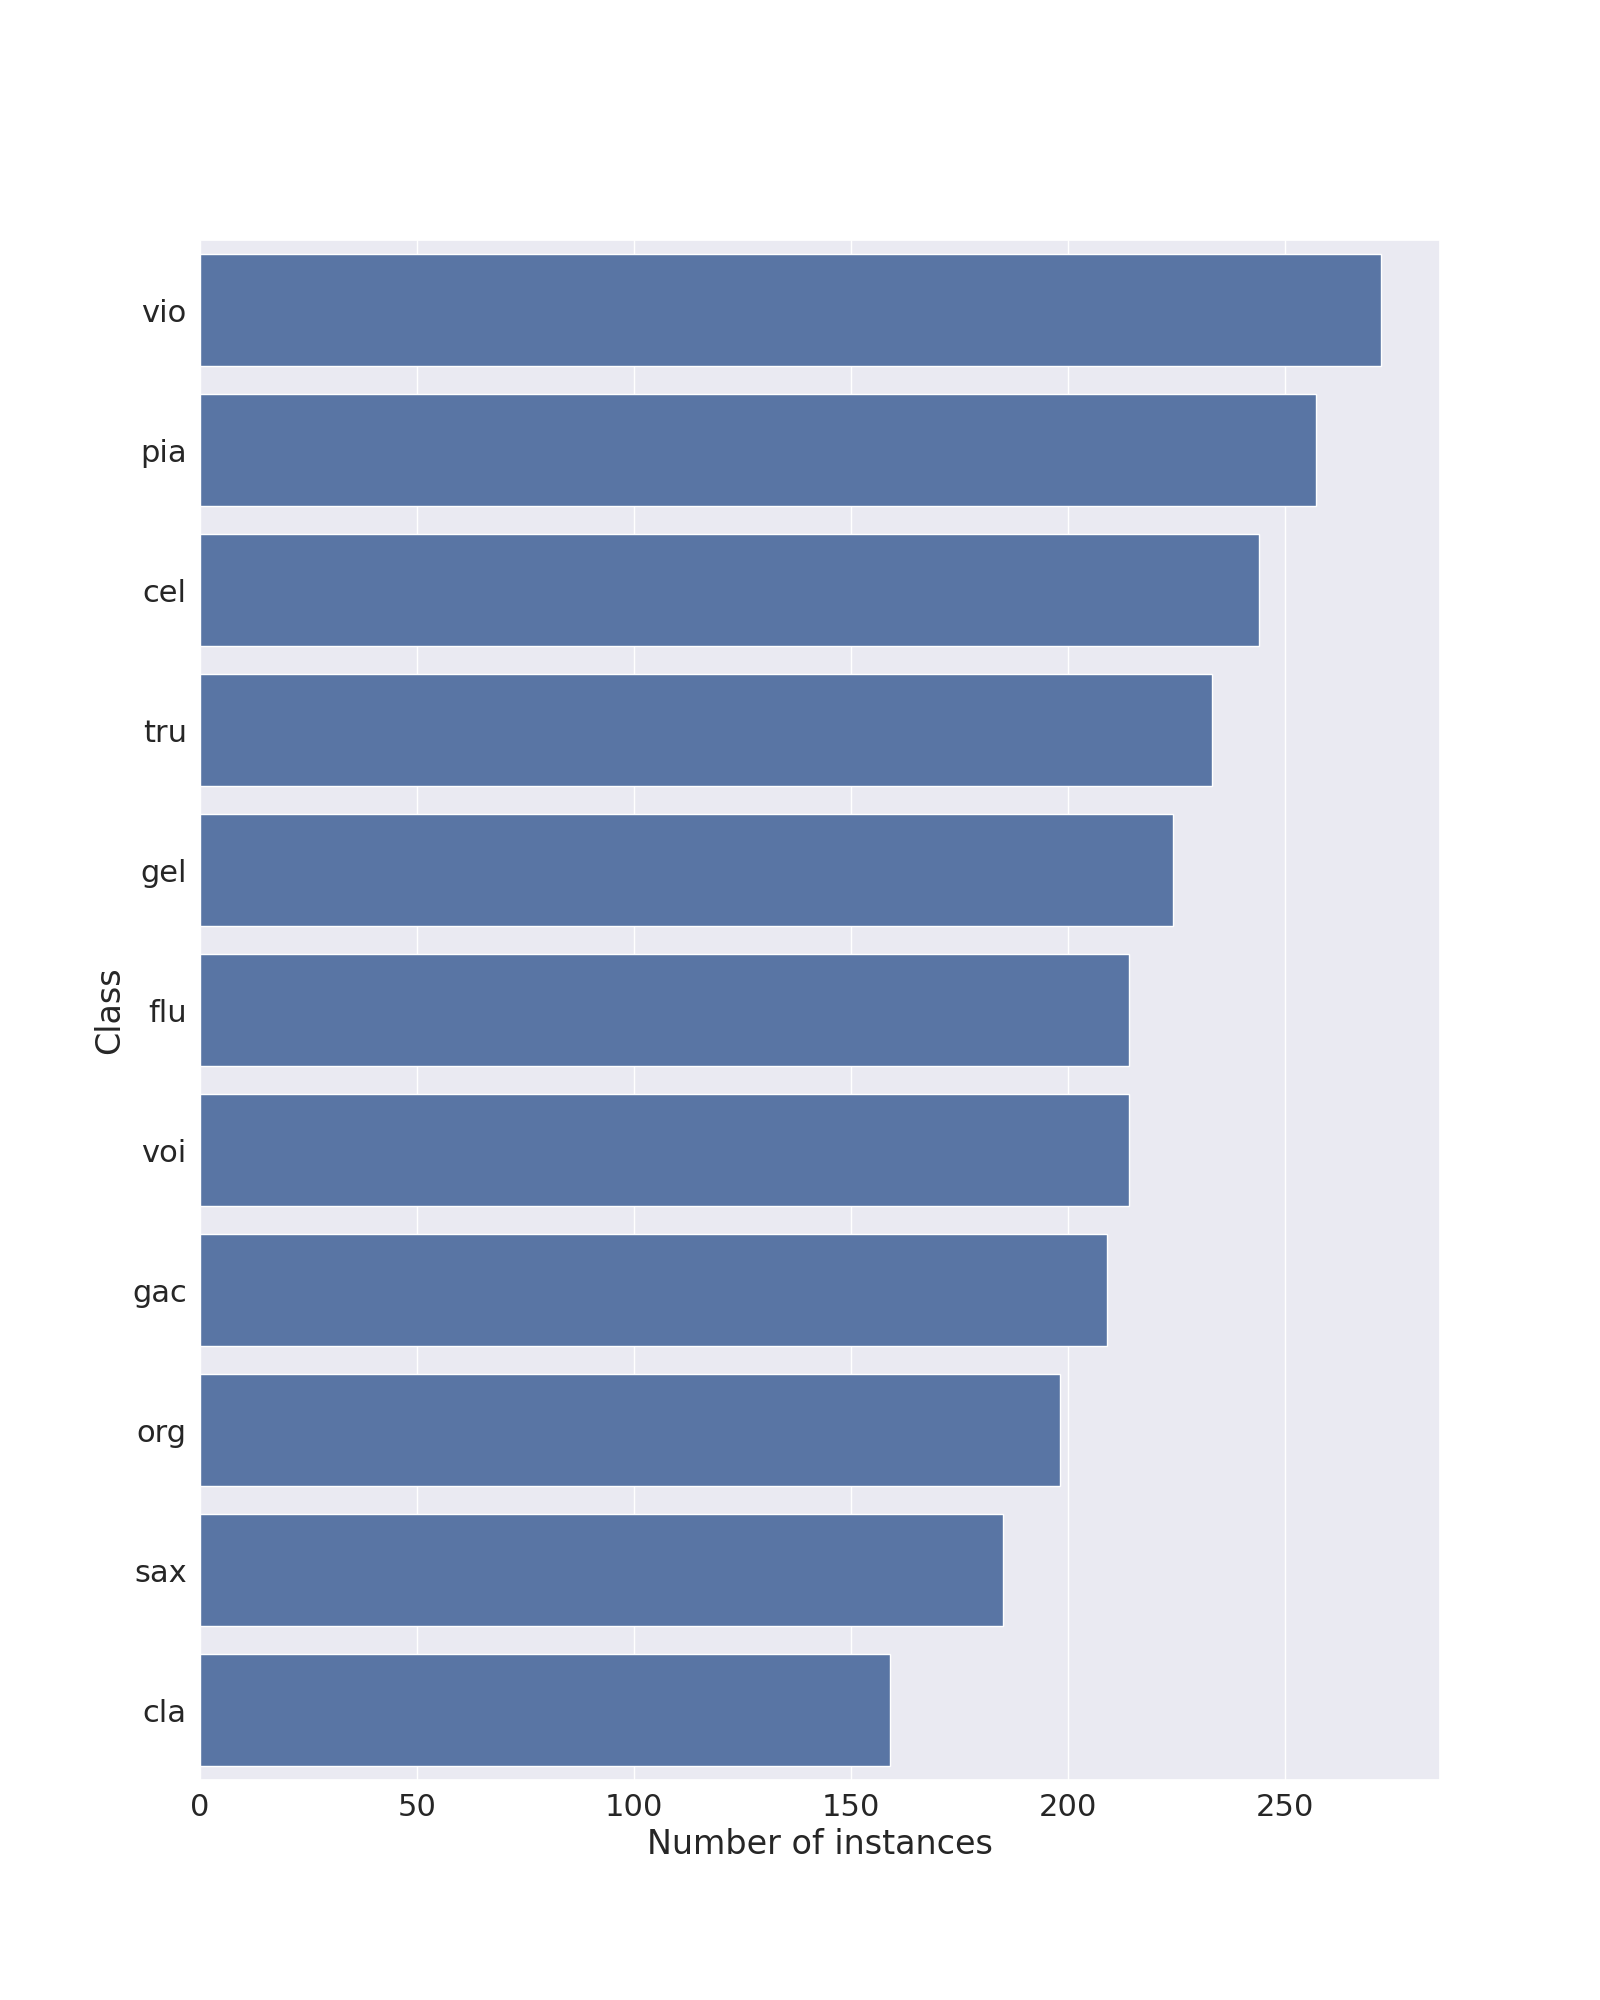 vio
pia
cel
tru
gel
flu
voi
gac
org
sax
cla
Class
0 50 100 150 200 250
Number of instances